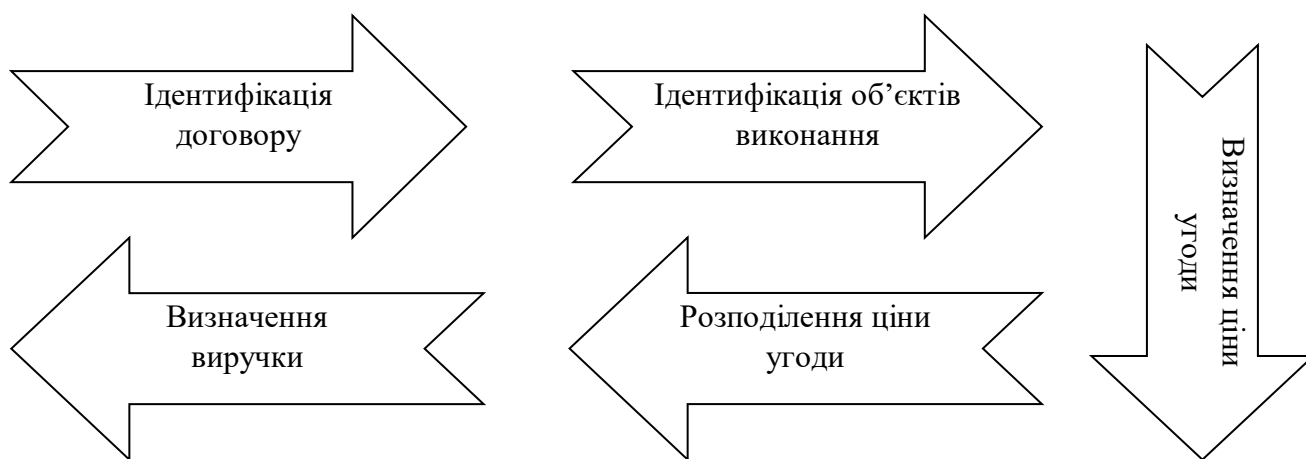 Ідентифікація
договору
Ідентифікація об’єктів
виконання
Визначення ціни
угоди
Розподілення ціни
угоди
Визначення
виручки